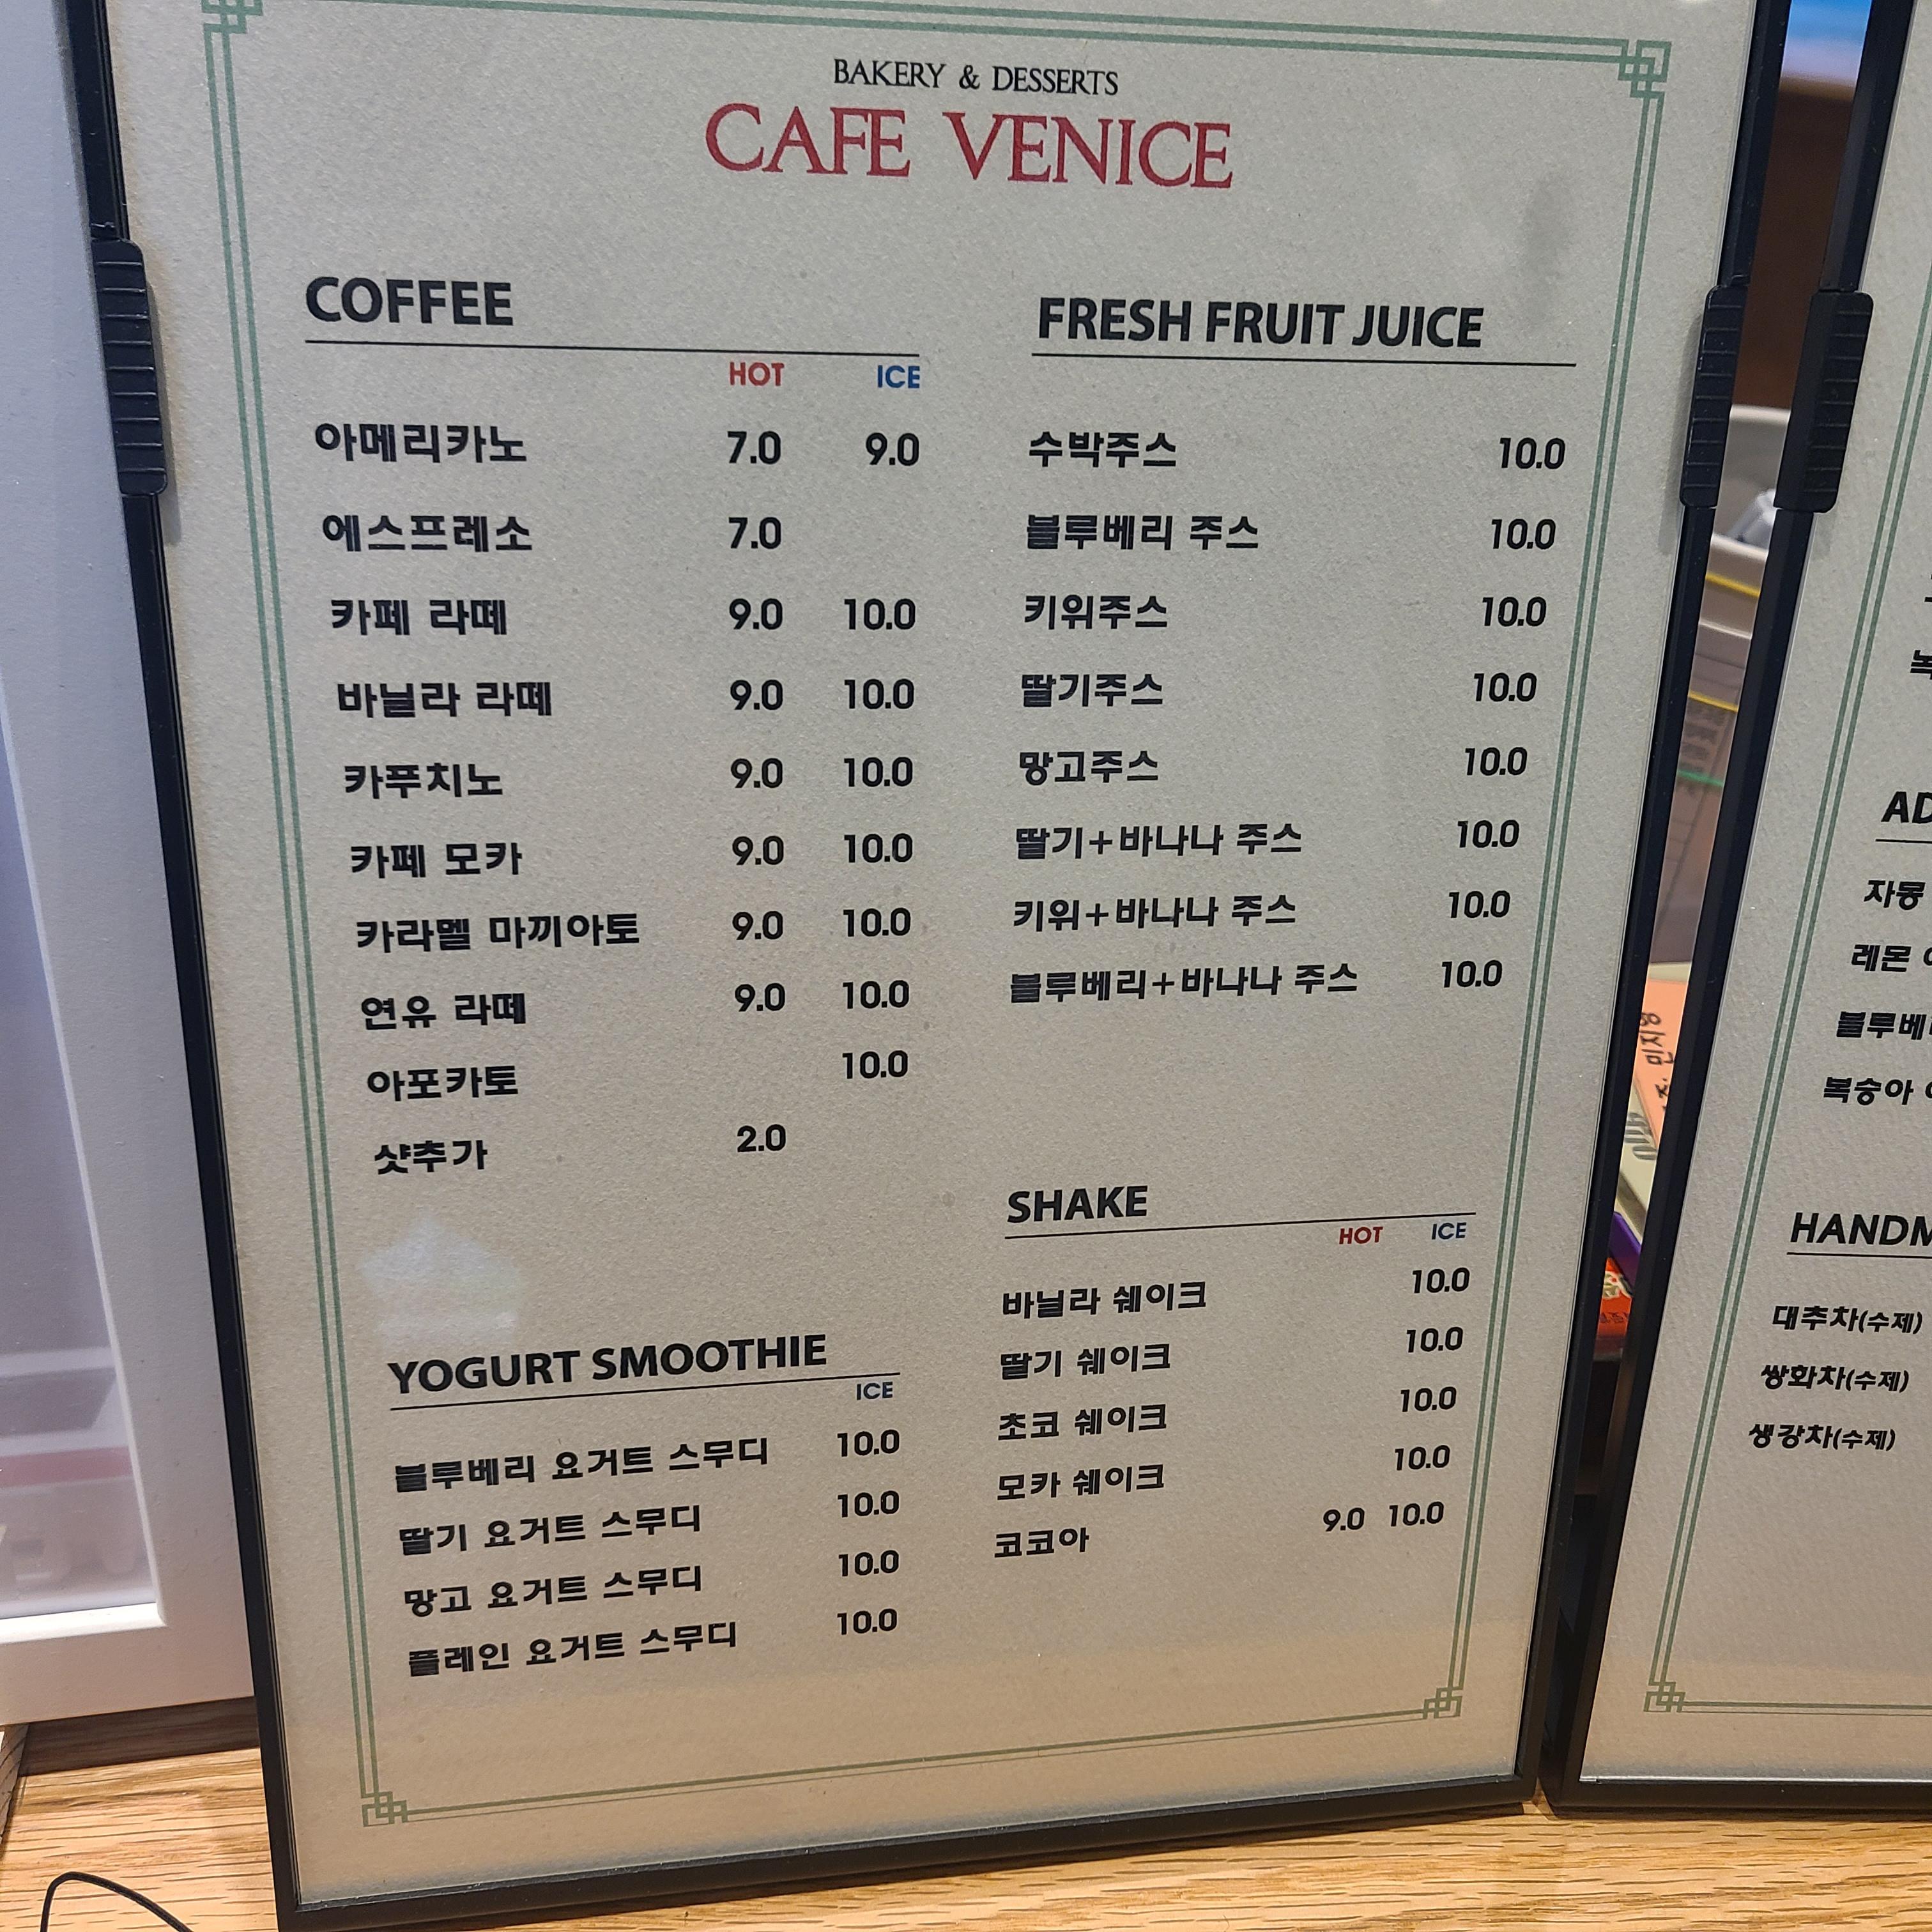 BAKERY & DESSERTS
CAFE VENICE
COFFEE
HOT ICE
아메리카노 7.0 9.0
에스프레소 7.0
카페 라떼 9.0 10.0
바닐라 라떼 9.0 10.0
카푸치노 9.0 10.0
카페 모카 9.0 10.0
카라멜 마끼아토 9.0 10.0
연유 라떼 9.0 10.0
아포카토 10.0
샷추가 2.0
YOGURT SMOOTHIE
ICE
블루베리 요거트 스무디 10.0
딸기 요거트 스무디 10.0
망고 요거트 스무디 10.0
플레인 요거트 스무디 10.0
FRESH FRUIT JUICE
수박주스 10.0
블루베리 주스 10.0
키위주스 10.0
딸기주스 10.0
망고주스 10.0
딸기+바나나 주스 10.0
키위+바나나 주스 10.0
블루베리+바나나 주스 10.0
SHAKE
HOT ICE
바닐라 쉐이크 10.0
딸기 쉐이크 10.0
초코 쉐이크 10.0
모카 쉐이크 10.0
코코아 9.0 10.0
자몽
레몬
복숭아
대추차(수제)
쌍화차(수제)
생강차(수제)